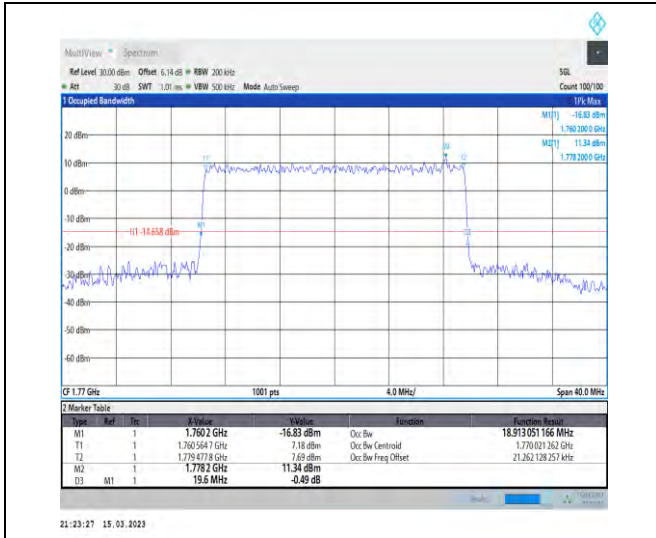 MultiView Spectrum
Ref Level 30.00 dBm Offset 6.14 dB RBW 200 kHz SGL
Att 30 dB SWT 1.01 ms VBW 500 kHz Mode Auto Sweep Count 100/100
1 Occupied Bandwidth 1Pk Max
M1[1] -16.83 dBm
1.760 200 0 GHz
M2[1] 11.34 dBm
1.778 200 0 GHz
20 dBm
M2
T1 T2
10 dBm
0 dBm
-10 dBm
M1
H1 -14.658 dBm
D3
-30 dBm
-40 dBm
-50 dBm
-60 dBm
CF 1.77 GHz 1001 pts 4.0 MHz/ Span 40.0 MHz
2 Marker Table
Type Ref Trc X-Value Y-Value Function Function Result
M1 1 1.760 2 GHz -16.83 dBm Occ Bw 18.913 051 166 MHz
T1 1 1.760 564 7 GHz 7.18 dBm Occ Bw Centroid 1.770 021 262 GHz
T2 1 1.779 477 8 GHz 7.69 dBm Occ Bw Freq Offset 21.262 128 257 kHz
M2 1 1.778 2 GHz 11.34 dBm
D3 M1 1 19.6 MHz -0.49 dB
21:23:27 15.03.2023